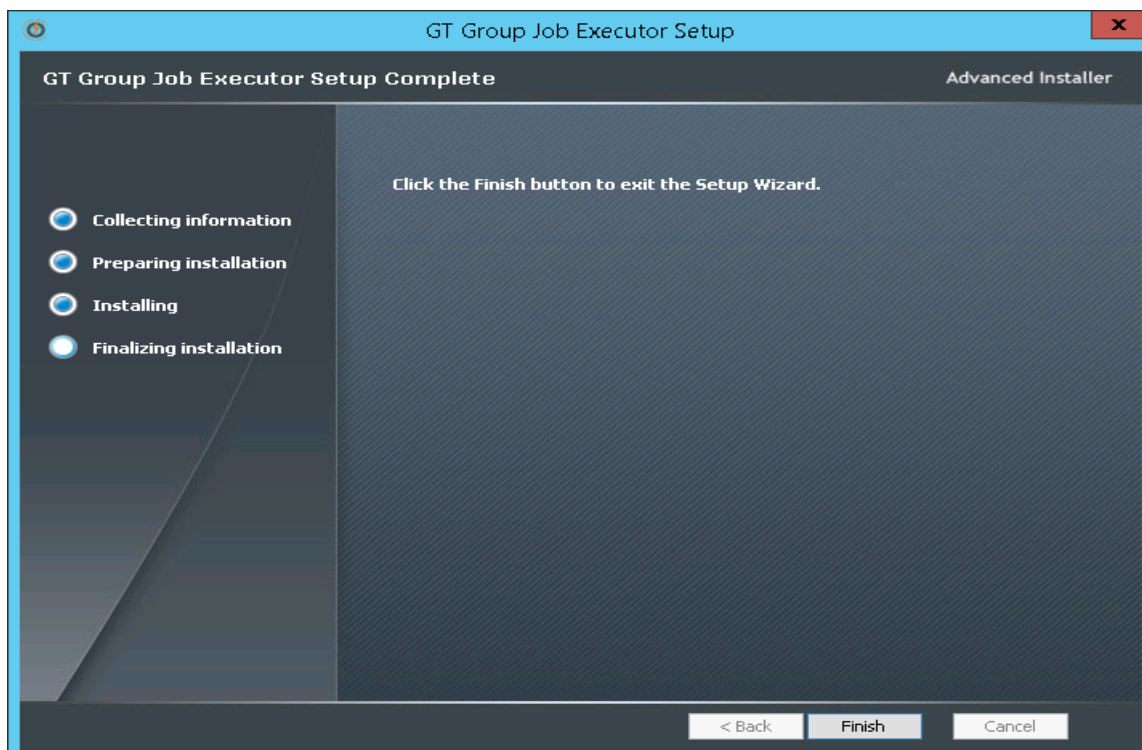 GT Group Job Executor Setup
x
GT Group Job Executor Setup Complete
Advanced Installer
Click the Finish button to exit the Setup Wizard.
Collecting information
Preparing installation
Installing
Finalizing installation
< Back
Finish
Cancel